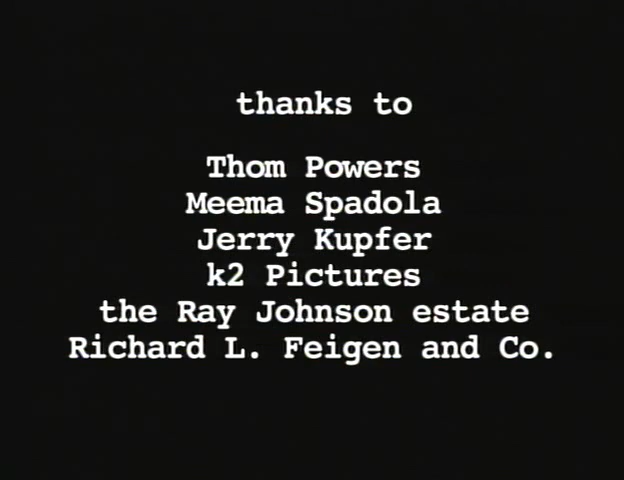 thanks to
Thom Powers
Meema Spadola
Jerry Kupfer
k2 Pictures
the Ray Johnson estate
Richard L. Feigen and Co.